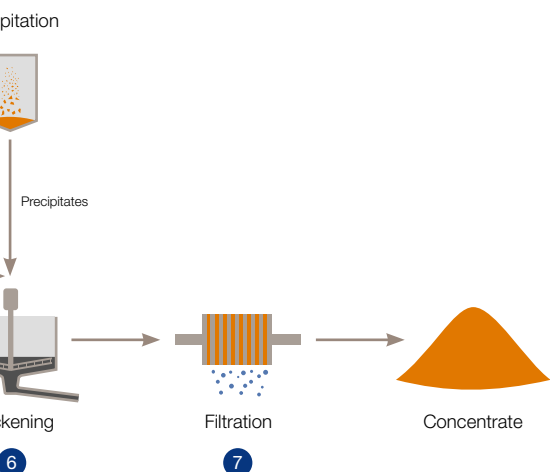 pitation
Precipitates
kening
Filtration
Concentrate
6
7